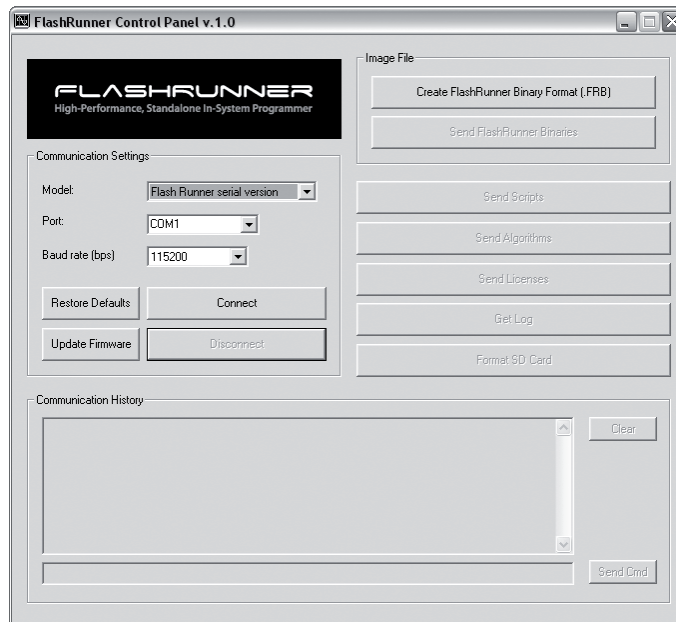 FlashRunner Control Panel v.1.0
FLASHRUNNER
High-Performance, Standalone In-System Programmer
Communication Settings
Model:
Flash Runner serial version
Port:
COM1
Baud rate (bps)
115200
Restore Defaults
Connect
Update Firmware
Disconnect
Image File
Create FlashRunner Binary Format (.FRB)
Send FlashRunner Binaries
Send Scripts
Send Algorithms
Send Licenses
Get Log
Format SD Card
Communication History
Clear
Send Cmd